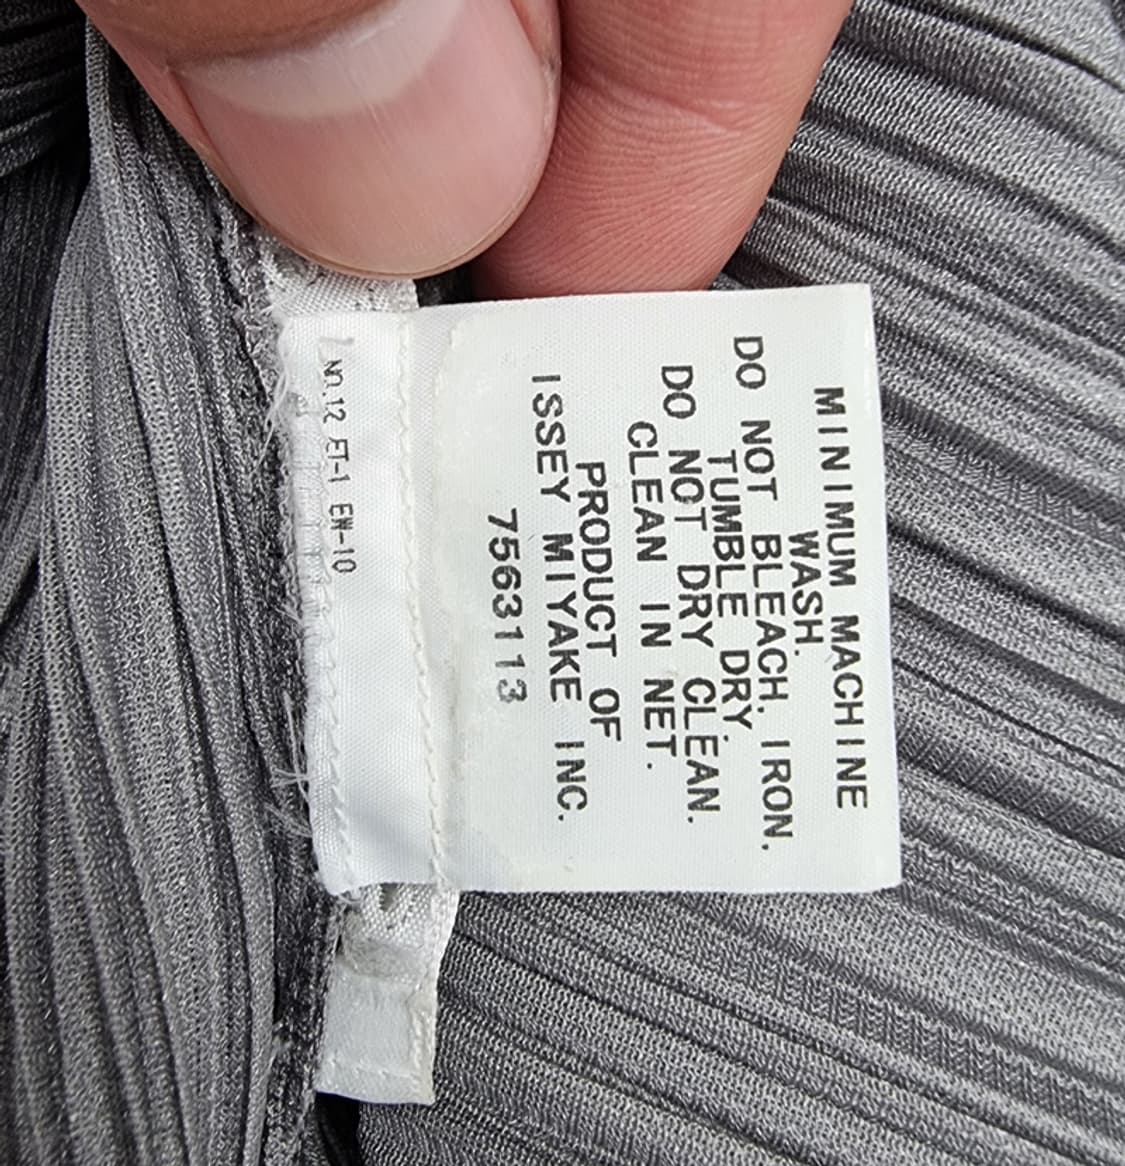 MINIMUM MACHINE
WASH.
DO NOT BLEACH. IRON.
TUMBLE DRY.
DO NOT DRY CLEAN.
CLEAN IN NET.
PRODUCT OF
ISSEY MIYAKE INC.
7563113
NO.12 ET-1 EW-10